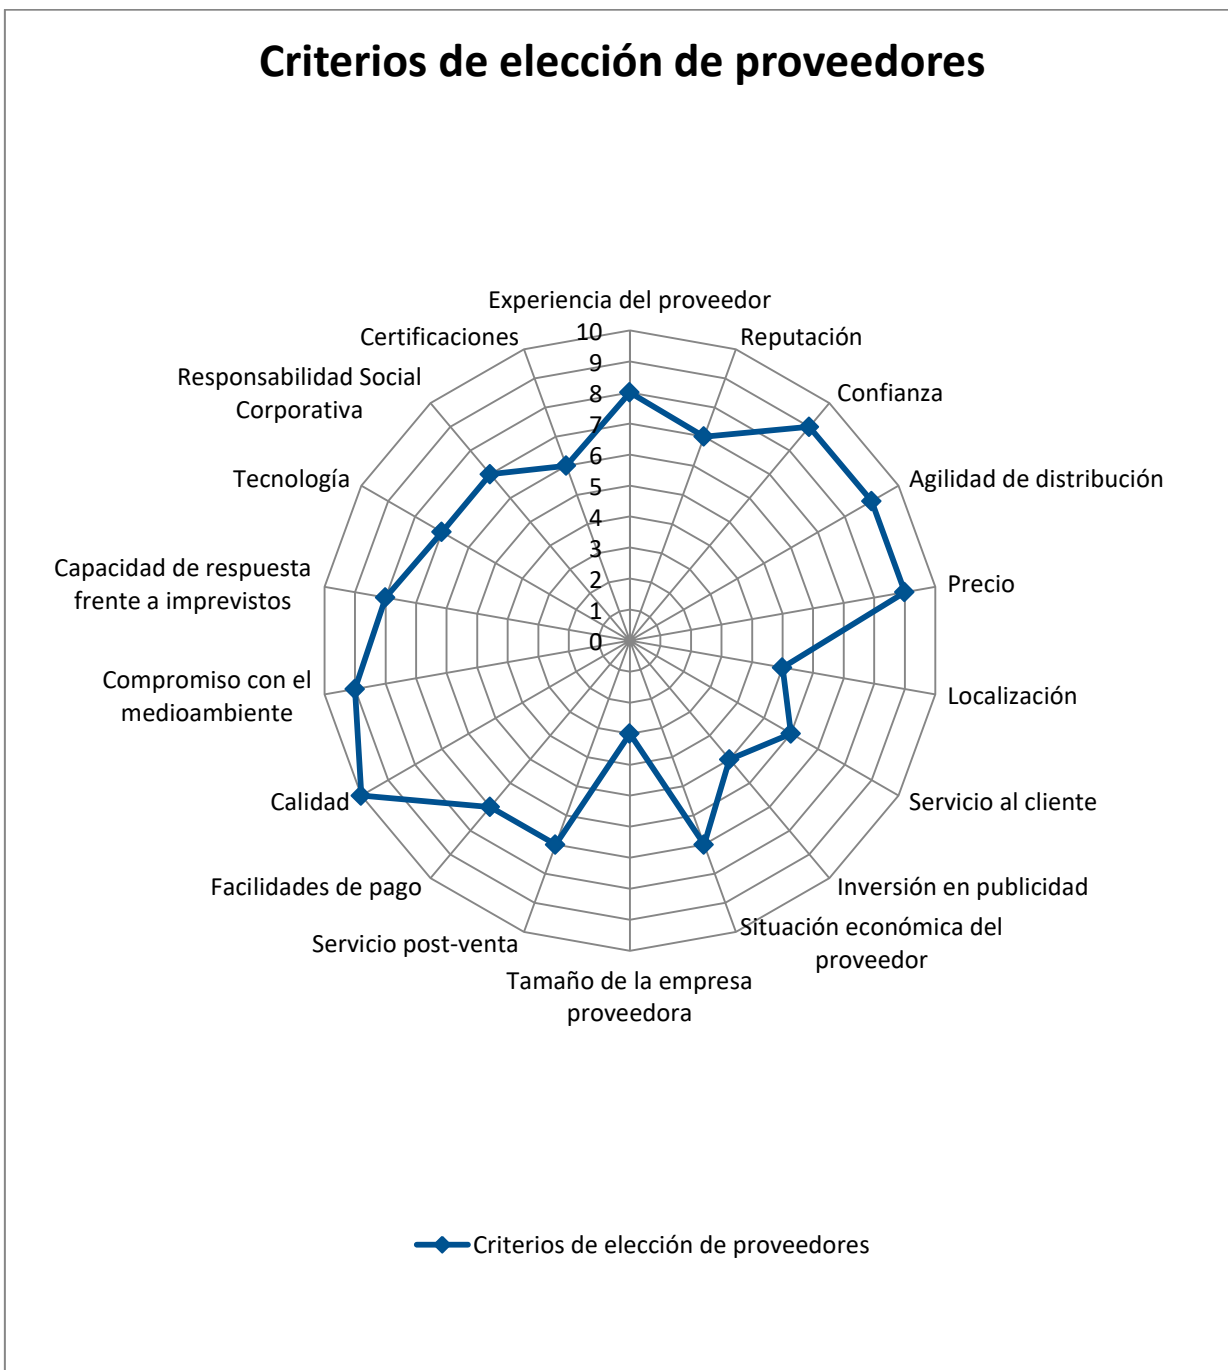 Criterios de elección de proveedores
Experiencia del proveedor
Reputación
Confianza
Agilidad de distribución
Precio
Localización
Servicio al cliente
Inversión en publicidad
Situación económica del
proveedor
Tamaño de la empresa
proveedora
Servicio post-venta
Facilidades de pago
Calidad
Compromiso con el
medioambiente
Capacidad de respuesta
frente a imprevistos
Tecnología
Responsabilidad Social
Corporativa
Certificaciones
10
9
8
7
6
5
4
3
2
1
0
Criterios de elección de proveedores